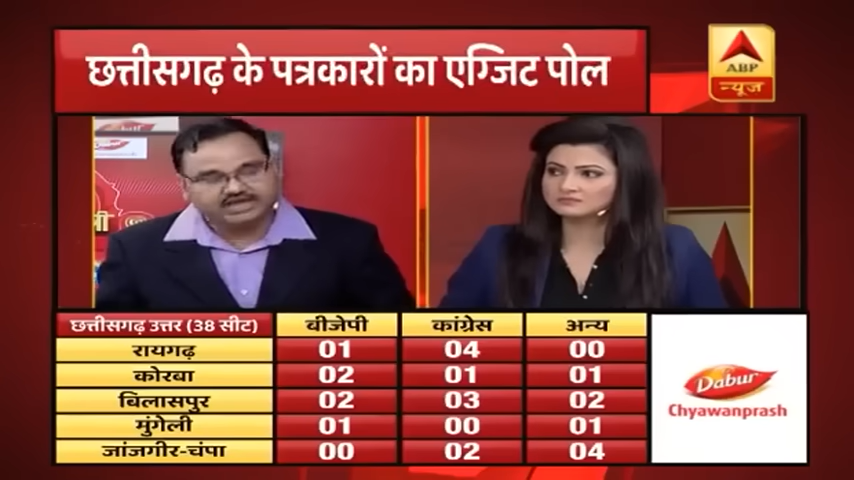 छत्तीसगढ़ के पत्रकारों का एग्जिट पोल
ABP
न्यूज़
छत्तीसगढ़ उत्तर (38 सीट) बीजेपी कांग्रेस अन्य
रायगढ़ 01 04 00
कोरबा 02 01 01
बिलासपुर 02 03 02
मुंगेली 01 00 01
जांजगीर-चंपा 00 02 04
Dabur
Chyawanprash